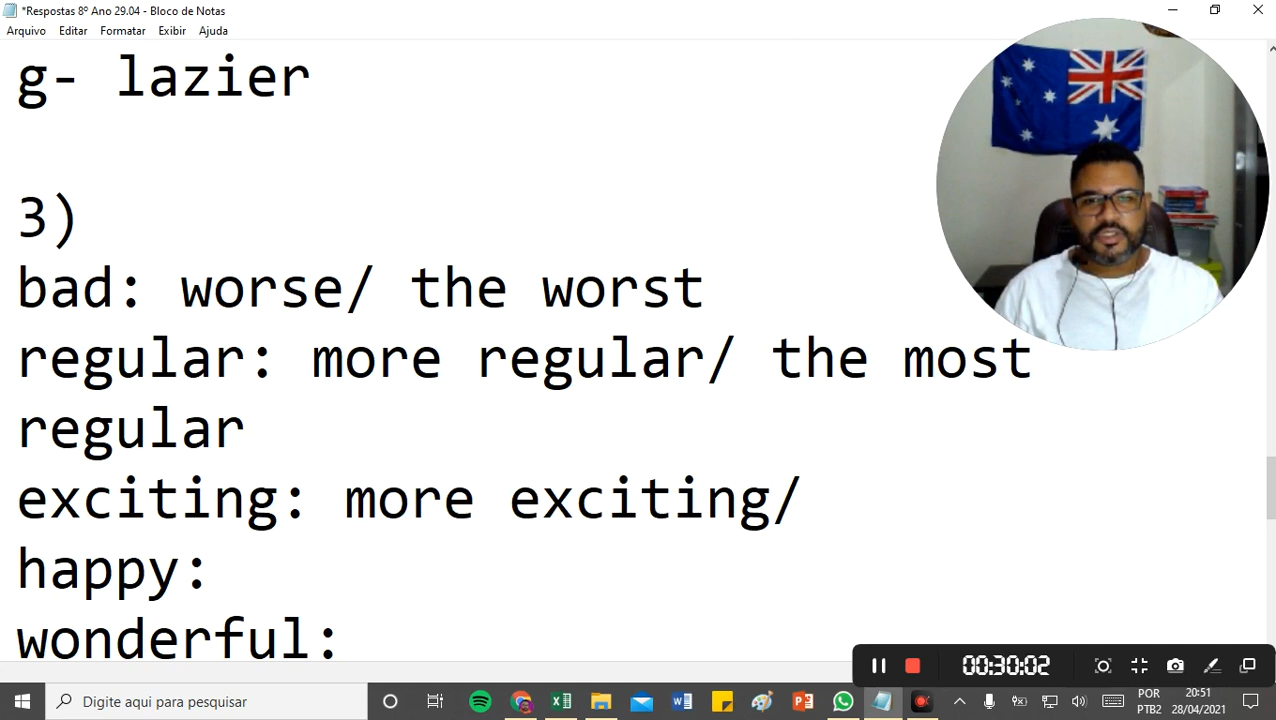 *Respostas 8º Ano 29.04 - Bloco de Notas
Arquivo Editar Formatar Exibir Ajuda
g- lazier
3)
bad: worse/ the worst
regular: more regular/ the most
regular
exciting: more exciting/
happy:
wonderful:
00:30:02
Digite aqui para pesquisar
POR
PTB2
20:51
28/04/2021